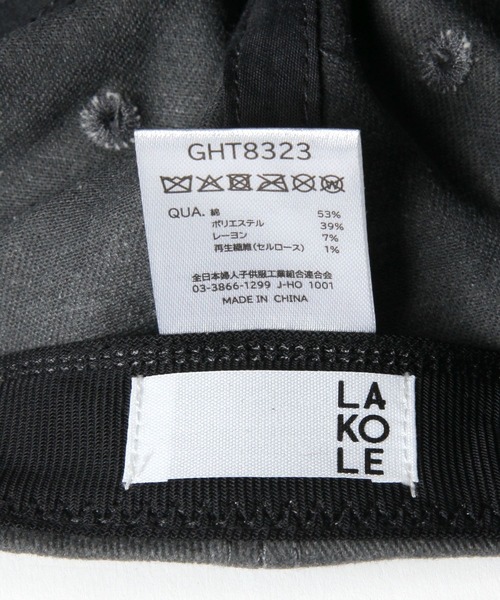 GHT8323
QUA. 綿 53%
ポリエステル 39%
レーヨン 7%
再生繊維(セルロース) 1%
全日本婦人子供服工業組合連合会
03-3866-1299 J-HO 1001
MADE IN CHINA
LA
KO
LE